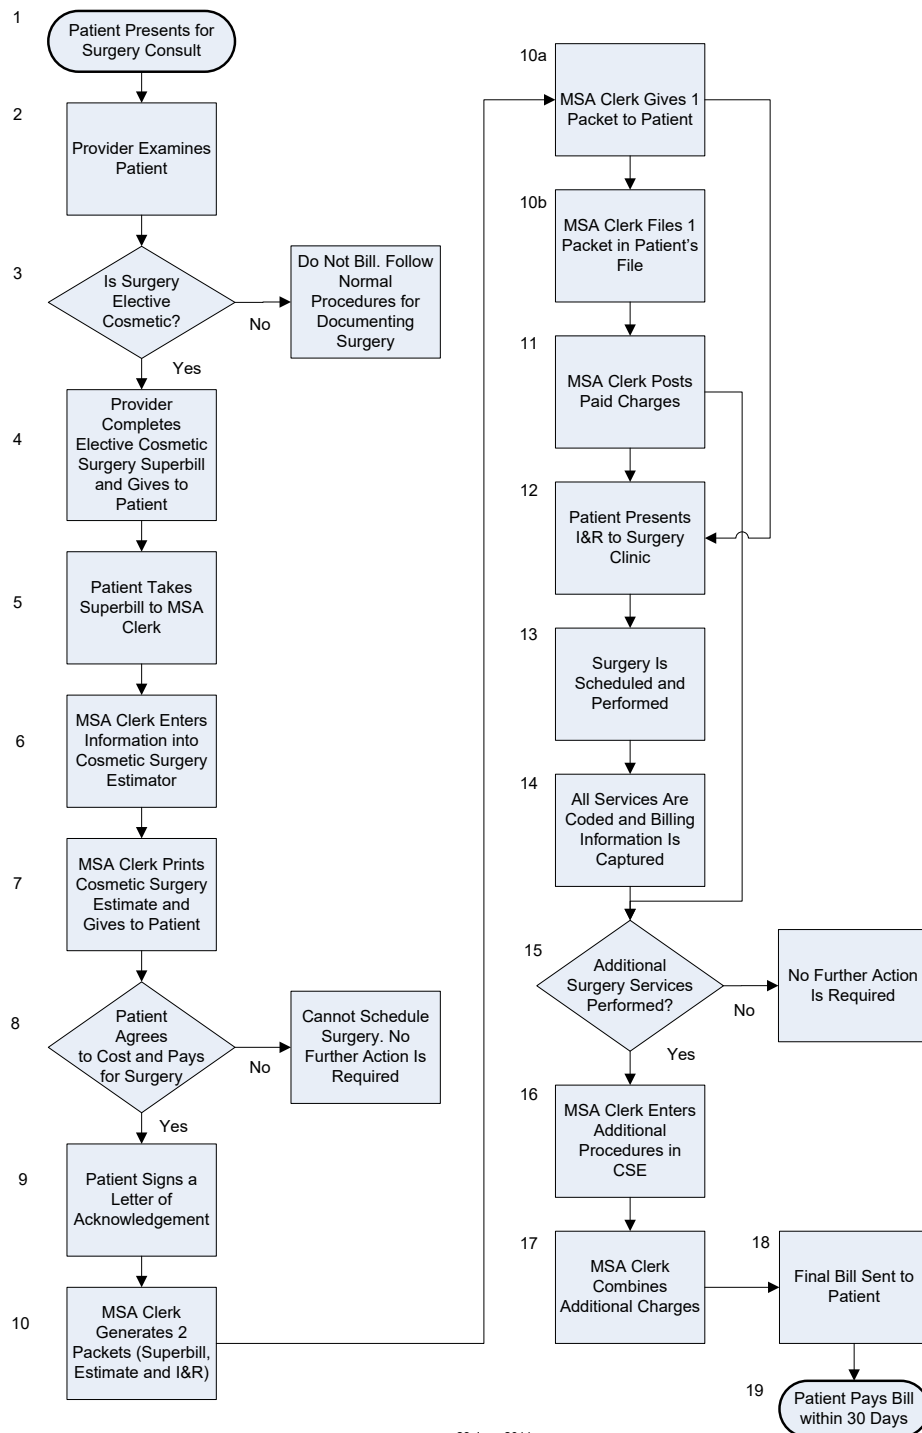 1
Patient Presents for
Surgery Consult
2
Provider Examines
Patient
3
Is Surgery
Elective
Cosmetic?
No
Do Not Bill. Follow
Normal
Procedures for
Documenting
Surgery
Yes
4
Provider
Completes
Elective Cosmetic
Surgery Superbill
and Gives to
Patient
5
Patient Takes
Superbill to MSA
Clerk
6
MSA Clerk Enters
Information into
Cosmetic Surgery
Estimator
7
MSA Clerk Prints
Cosmetic Surgery
Estimate and
Gives to Patient
8
Patient
Agrees
to Cost and Pays
for Surgery
No
Cannot Schedule
Surgery. No
Further Action Is
Required
Yes
9
Patient Signs a
Letter of
Acknowledgement
10
MSA Clerk
Generates 2
Packets (Superbill,
Estimate and I&R)
10a
MSA Clerk Gives 1
Packet to Patient
10b
MSA Clerk Files 1
Packet in Patient's
File
11
MSA Clerk Posts
Paid Charges
12
Patient Presents
I&R to Surgery
Clinic
13
Surgery Is
Scheduled and
Performed
14
All Services Are
Coded and Billing
Information Is
Captured
15
Additional
Surgery Services
Performed?
No
No Further Action
Is Required
Yes
16
MSA Clerk Enters
Additional
Procedures in
CSE
17
MSA Clerk
Combines
Additional Charges
18
Final Bill Sent to
Patient
19
Patient Pays Bill
within 30 Days